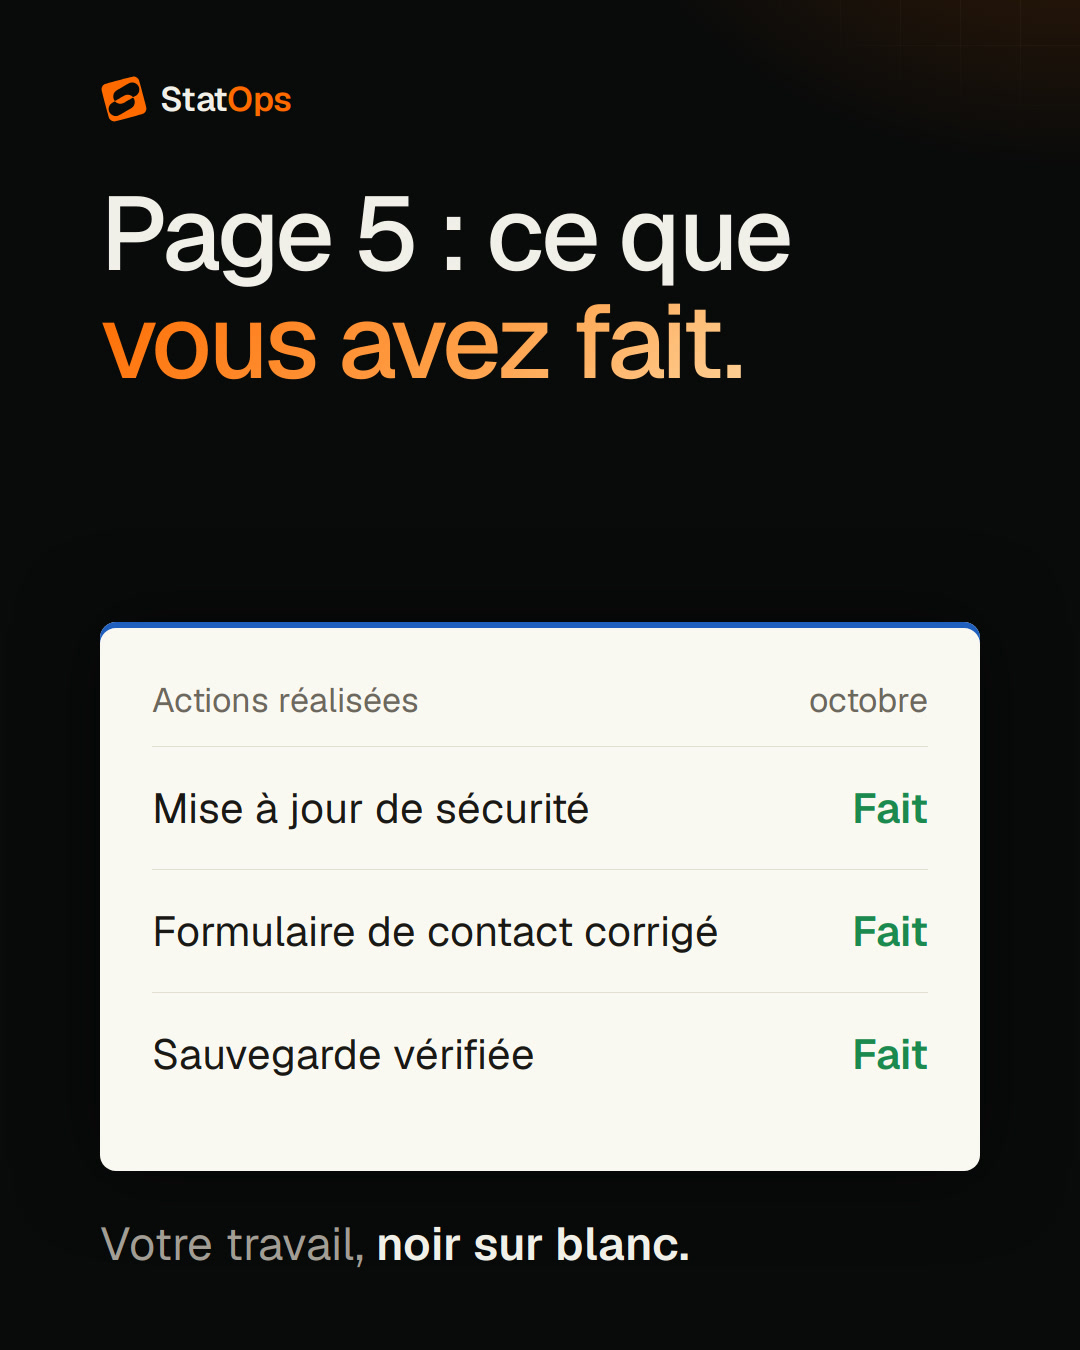 StatOps
Page 5 : ce que
vous avez fait.
Actions réalisées octobre
Mise à jour de sécurité Fait
Formulaire de contact corrigé Fait
Sauvegarde vérifiée Fait
Votre travail, noir sur blanc.